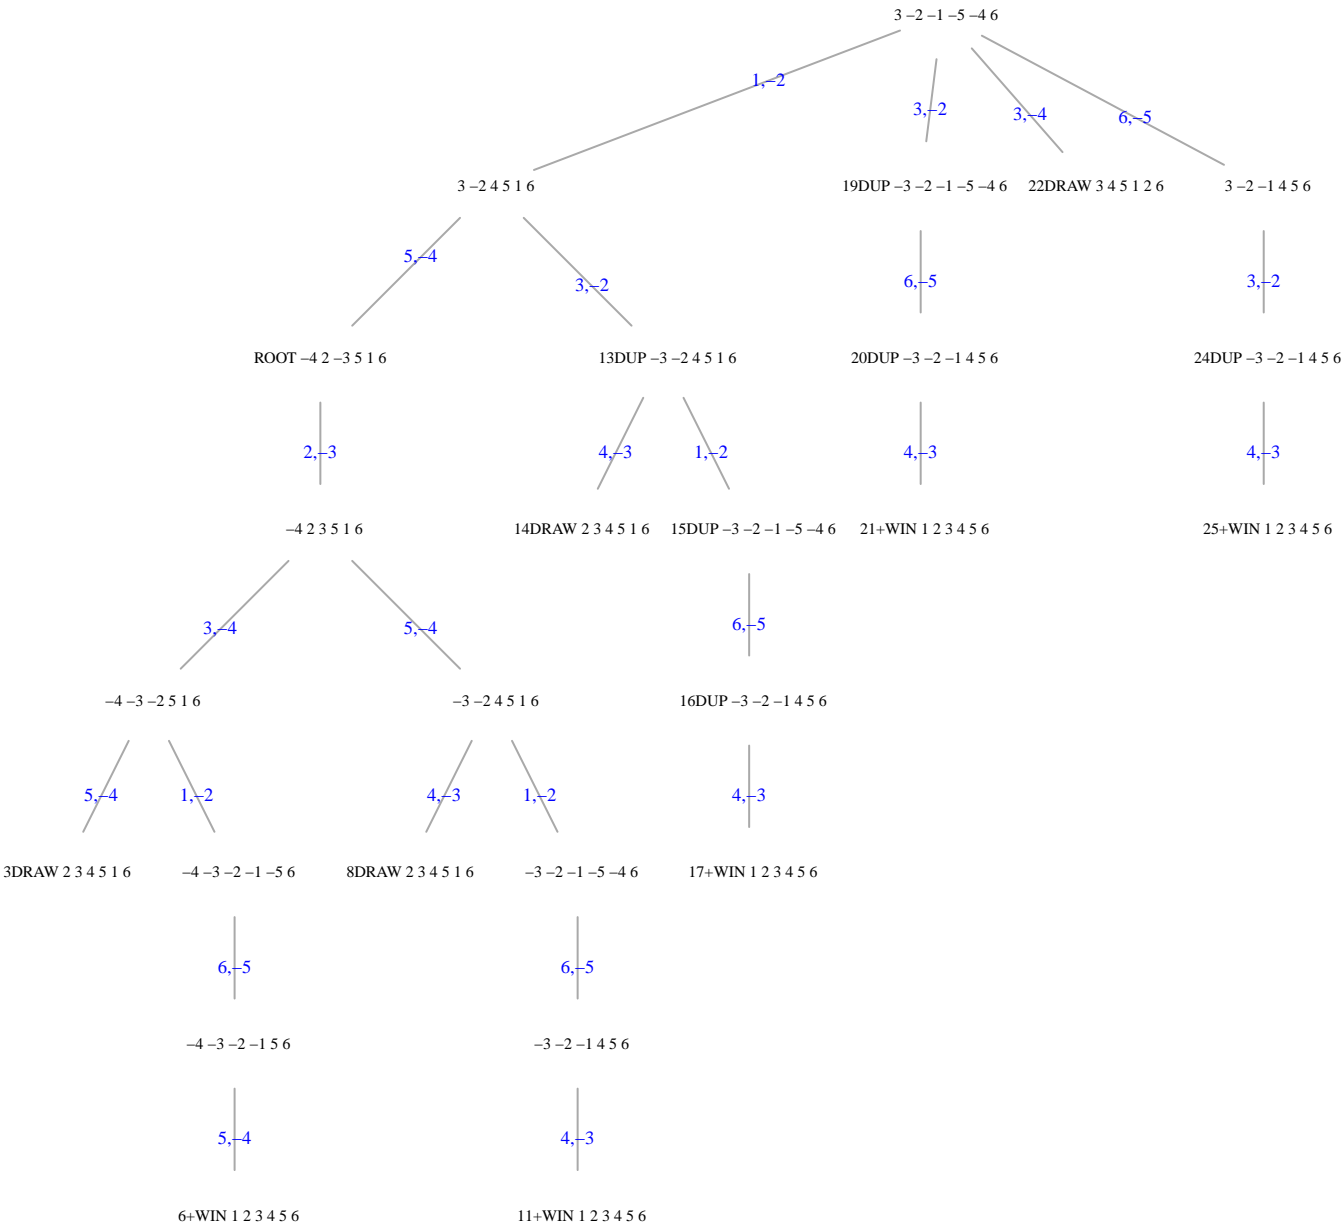 3 −2 −1 −5 −4 6
1,−2
3,−2
3,−4
6,−5
3 −2 4 5 1 6
19DUP −3 −2 −1 −5 −4 6
22DRAW 3 4 5 1 2 6
3 −2 −1 4 5 6
5,−4
3,−2
6,−5
3,−2
ROOT −4 2 −3 5 1 6
13DUP −3 −2 4 5 1 6
20DUP −3 −2 −1 4 5 6
24DUP −3 −2 −1 4 5 6
2,−3
4,−3
1,−2
4,−3
4,−3
−4 2 3 5 1 6
14DRAW 2 3 4 5 1 6
15DUP −3 −2 −1 −5 −4 6
21+WIN 1 2 3 4 5 6
25+WIN 1 2 3 4 5 6
3,−4
5,−4
6,−5
−4 −3 −2 5 1 6
−3 −2 4 5 1 6
16DUP −3 −2 −1 4 5 6
5,−4
1,−2
4,−3
1,−2
4,−3
3DRAW 2 3 4 5 1 6
−4 −3 −2 −1 −5 6
8DRAW 2 3 4 5 1 6
−3 −2 −1 −5 −4 6
17+WIN 1 2 3 4 5 6
6,−5
6,−5
−4 −3 −2 −1 5 6
−3 −2 −1 4 5 6
5,−4
4,−3
6+WIN 1 2 3 4 5 6
11+WIN 1 2 3 4 5 6